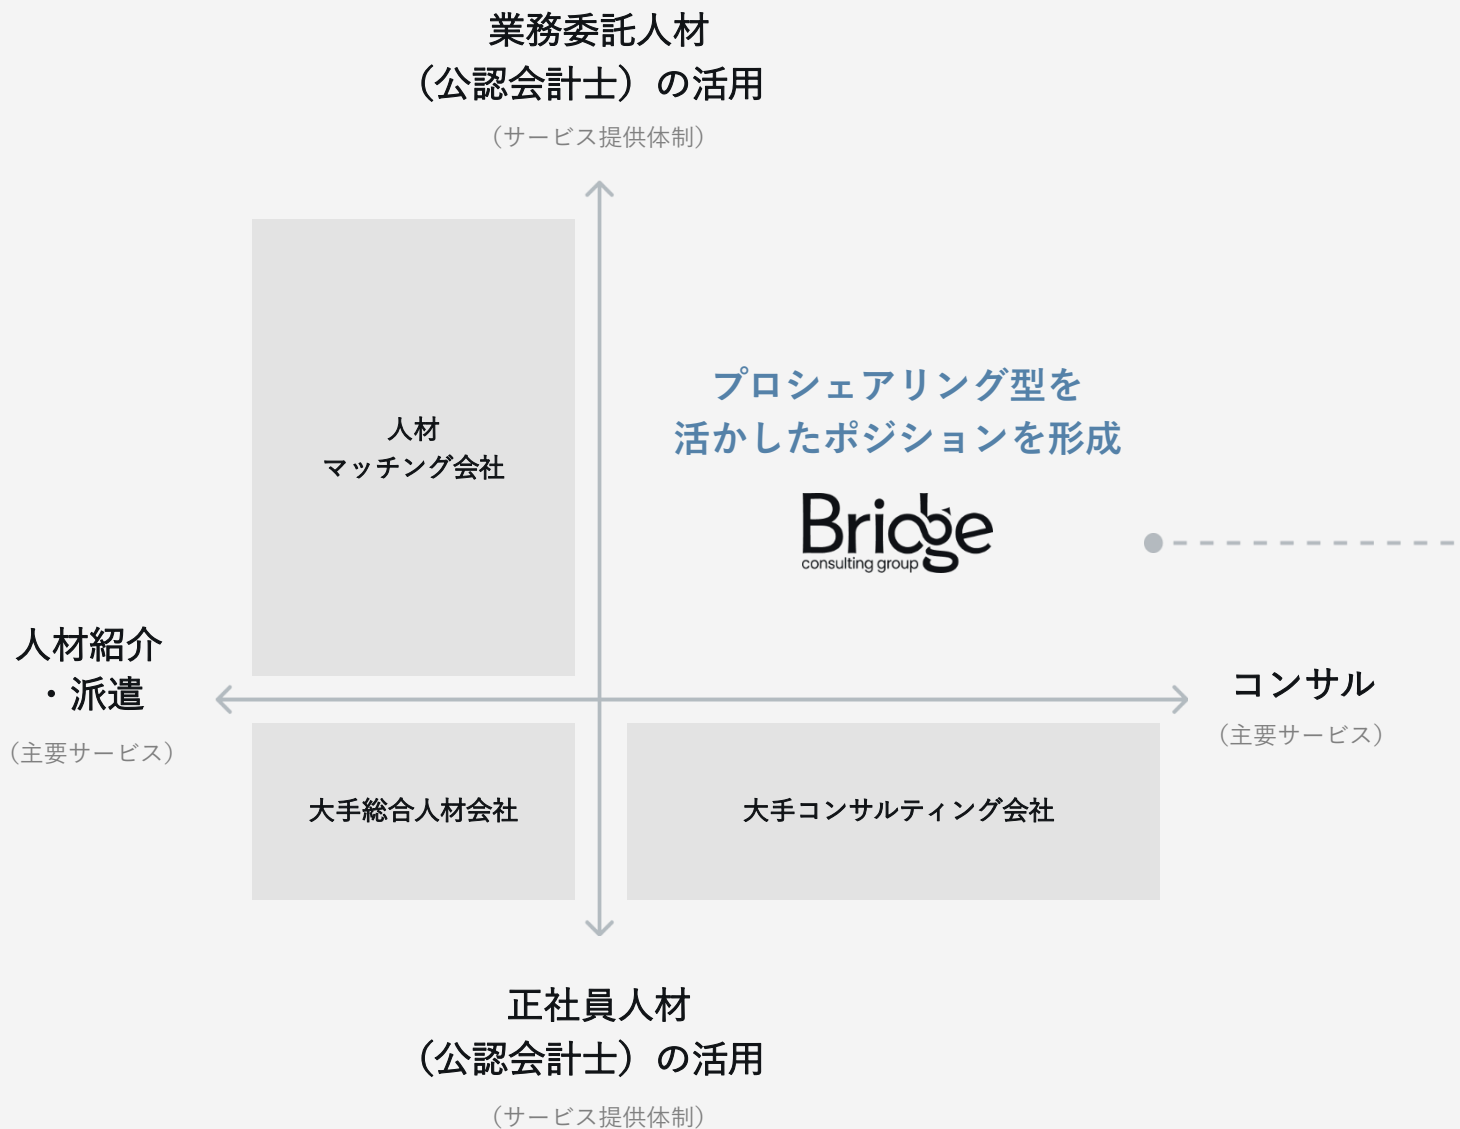 業務委託人材
（公認会計士）の活用
（サービス提供体制）
プロシェアリング型を
活かしたポジションを形成
人材
マッチング会社
Bridge
consulting group
人材紹介
・派遣
（主要サービス）
コンサル
（主要サービス）
大手総合人材会社
大手コンサルティング会社
正社員人材
（公認会計士）の活用
（サービス提供体制）